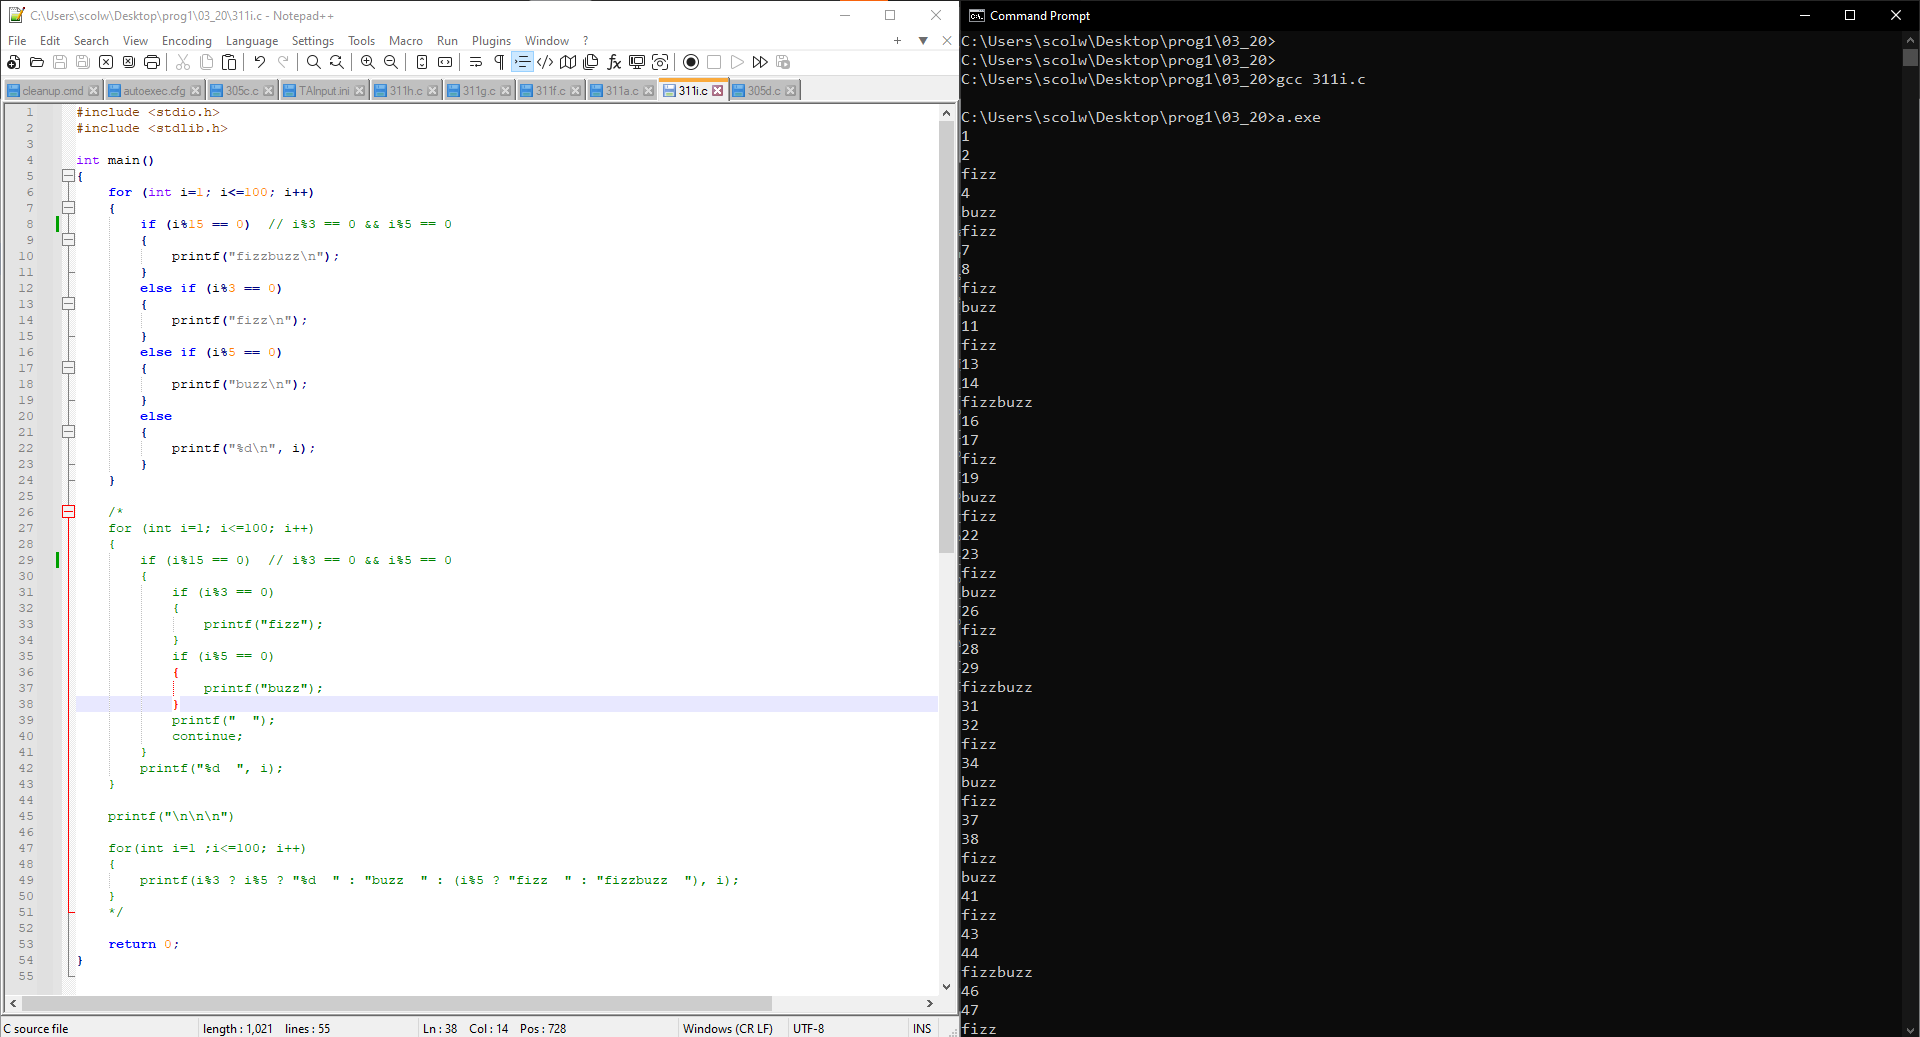 C:\Users\scolw\Desktop\prog1\03_20\311i.c - Notepad++
File Edit Search View Encoding Language Settings Tools Macro Run Plugins Window ?
cleanup.cmd autoexec.cfg 305c.c TAInput.ini 311h.c 311g.c 311f.c 311a.c 311i.c 305d.c
1 #include <stdio.h>
2 #include <stdlib.h>
3
4 int main()
5 {
6     for (int i=1; i<=100; i++)
7     {
8         if (i%15 == 0)  // i%3 == 0 && i%5 == 0
9         {
10             printf("fizzbuzz\n");
11         }
12         else if (i%3 == 0)
13         {
14             printf("fizz\n");
15         }
16         else if (i%5 == 0)
17         {
18             printf("buzz\n");
19         }
20         else
21         {
22             printf("%d\n", i);
23         }
24     }
25
26     /*
27     for (int i=1; i<=100; i++)
28     {
29         if (i%15 == 0)  // i%3 == 0 && i%5 == 0
30         {
31             if (i%3 == 0)
32             {
33                 printf("fizz");
34             }
35             if (i%5 == 0)
36             {
37                 printf("buzz");
38             }
39             printf("  ");
40             continue;
41         }
42         printf("%d  ", i);
43     }
44
45     printf("\n\n\n")
46
47     for(int i=1 ;i<=100; i++)
48     {
49         printf(i%3 ? i%5 ? "%d  " : "buzz  " : (i%5 ? "fizz  " : "fizzbuzz  "), i);
50     }
51     */
52
53     return 0;
54 }
55
C source file length : 1,021 lines : 55 Ln : 38 Col : 14 Pos : 728 Windows (CR LF) UTF-8 INS
Command Prompt
C:\Users\scolw\Desktop\prog1\03_20>
C:\Users\scolw\Desktop\prog1\03_20>
C:\Users\scolw\Desktop\prog1\03_20>gcc 311i.c
C:\Users\scolw\Desktop\prog1\03_20>a.exe
1
2
fizz
4
buzz
fizz
7
8
fizz
buzz
11
fizz
13
14
fizzbuzz
16
17
fizz
19
buzz
fizz
22
23
fizz
buzz
26
fizz
28
29
fizzbuzz
31
32
fizz
34
buzz
fizz
37
38
fizz
buzz
41
fizz
43
44
fizzbuzz
46
47
fizz